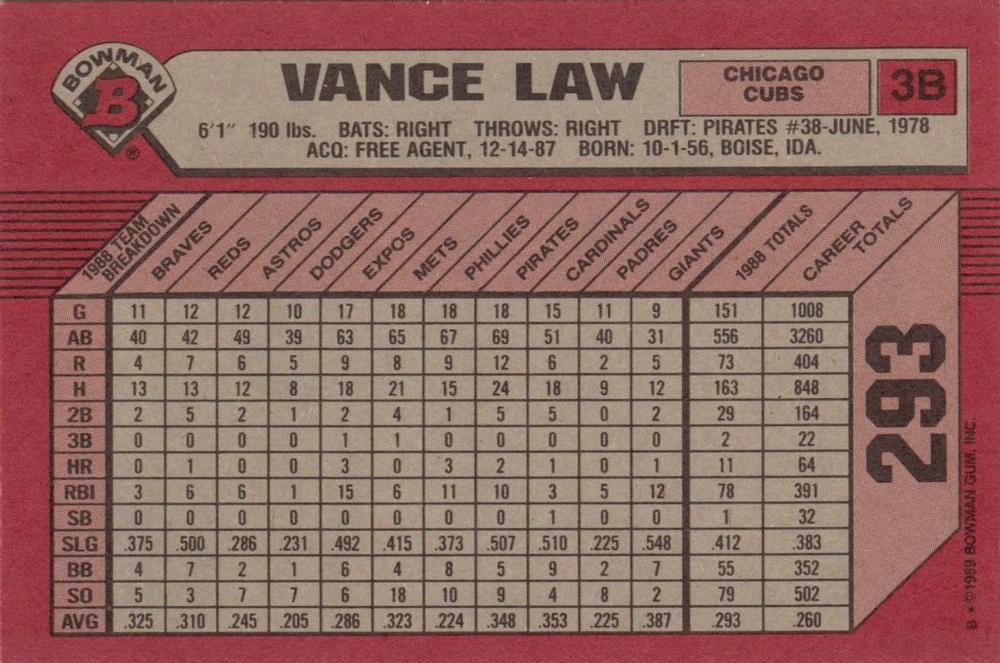 BOWMAN
B
VANCE LAW
CHICAGO
CUBS
3B
6'1" 190 lbs. BATS: RIGHT THROWS: RIGHT DRFT: PIRATES #38-JUNE, 1978
ACQ: FREE AGENT, 12-14-87 BORN: 10-1-56, BOISE, IDA.
1988 TEAM BREAKDOWN BRAVES REDS ASTROS DODGERS EXPOS METS PHILLIES PIRATES CARDINALS PADRES GIANTS 1988 TOTALS CAREER TOTALS
G 11 12 12 10 17 18 18 18 15 11 9 151 1008
AB 40 42 49 39 63 65 67 69 51 40 31 556 3260
R 4 7 6 5 9 8 9 12 6 2 5 73 404
H 13 13 12 8 18 21 15 24 18 9 12 163 848
2B 2 5 2 1 2 4 1 5 5 0 2 29 164
3B 0 0 0 0 1 1 0 0 0 0 0 2 22
HR 0 1 0 0 3 0 3 2 1 0 1 11 64
RBI 3 6 6 1 15 6 11 10 3 5 12 78 391
SB 0 0 0 0 0 0 0 0 1 0 0 1 32
SLG .375 .500 .286 .231 .492 .415 .373 .507 .510 .225 .548 .412 .383
BB 4 7 2 1 6 4 8 5 9 2 7 55 352
SO 5 3 7 7 6 18 10 9 4 8 2 79 502
AVG .325 .310 .245 .205 .286 .323 .224 .348 .353 .225 .387 .293 .260
293
B *©1989 BOWMAN GUM, INC.